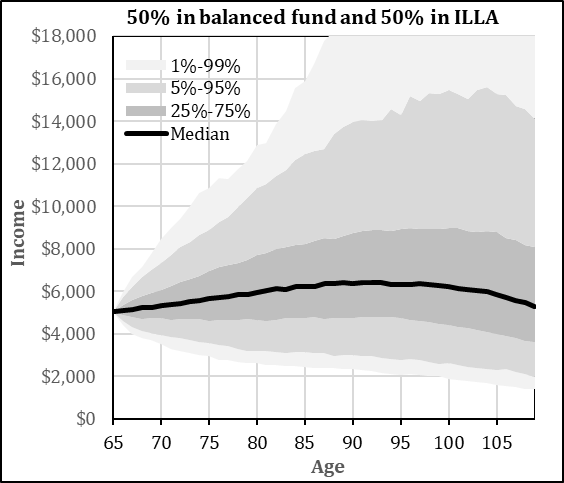 50% in balanced fund and 50% in ILLA
$18,000
$16,000
$14,000
$12,000
$10,000
$8,000
$6,000
$4,000
$2,000
$0
Income
1%-99%
5%-95%
25%-75%
Median
65 70 75 80 85 90 95 100 105
Age